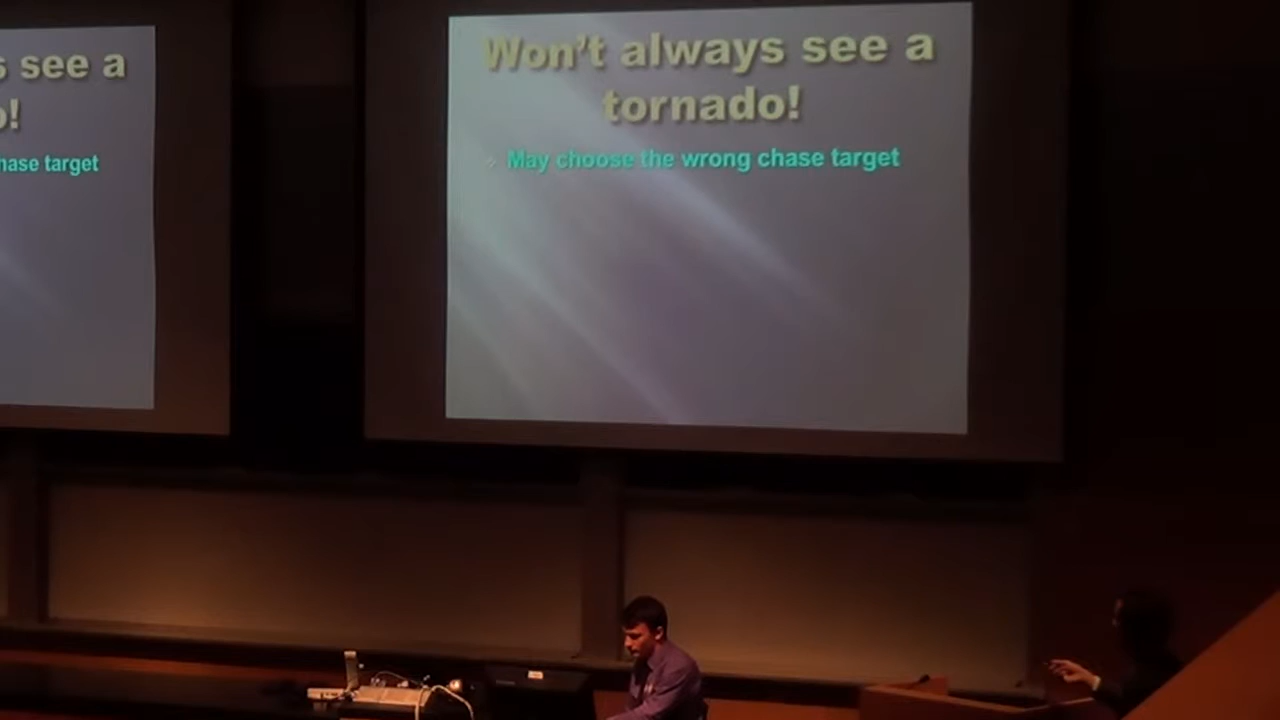 s see a
o!
hase target
Won't always see a
tornado!
May choose the wrong chase target